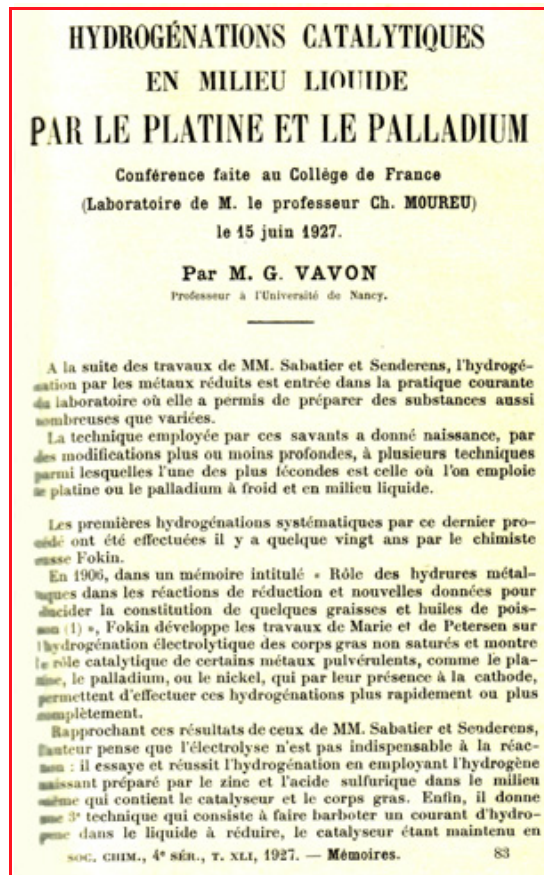 HYDROGÉNATIONS CATALYTIQUES
EN MILIEU LIQUIDE
PAR LE PLATINE ET LE PALLADIUM
Conférence faite au Collège de France
(Laboratoire de M. le professeur Ch. MOUREU)
le 15 juin 1927.
Par M. G. VAVON
Professeur à l'Université de Nancy.
A la suite des travaux de MM. Sabatier et Senderens, l'hydrogé-
nation par les métaux réduits est entrée dans la pratique courante
du laboratoire où elle a permis de préparer des substances aussi
nombreuses que variées.
La technique employée par ces savants a donné naissance, par
des modifications plus ou moins profondes, à plusieurs techniques
parmi lesquelles l'une des plus fécondes est celle où l'on emploie
le platine ou le palladium à froid et en milieu liquide.
Les premières hydrogénations systématiques par ce dernier pro-
cédé ont été effectuées il y a quelque vingt ans par le chimiste
russe Fokin.
En 1906, dans un mémoire intitulé « Rôle des hydrures métal-
liques dans les réactions de réduction et nouvelles données pour
élucider la constitution de quelques graisses et huiles de pois-
son (1) », Fokin développe les travaux de Marie et de Petersen sur
l'hydrogénation électrolytique des corps gras non saturés et montre
le rôle catalytique de certains métaux pulvérulents, comme le pla-
tine, le palladium, ou le nickel, qui par leur présence à la cathode,
permettent d'effectuer ces hydrogénations plus rapidement ou plus
complètement.
Rapprochant ces résultats de ceux de MM. Sabatier et Senderens,
l'auteur pense que l'électrolyse n'est pas indispensable à la réac-
tion : il essaye et réussit l'hydrogénation en employant l'hydrogène
naissant préparé par le zinc et l'acide sulfurique dans le milieu
même qui contient le catalyseur et le corps gras. Enfin, il donne
une 3e technique qui consiste à faire barboter un courant d'hydro-
gène dans le liquide à réduire, le catalyseur étant maintenu en
SOC. CHIM., 4e SÉR., T. XLI, 1927. — Mémoires. 83